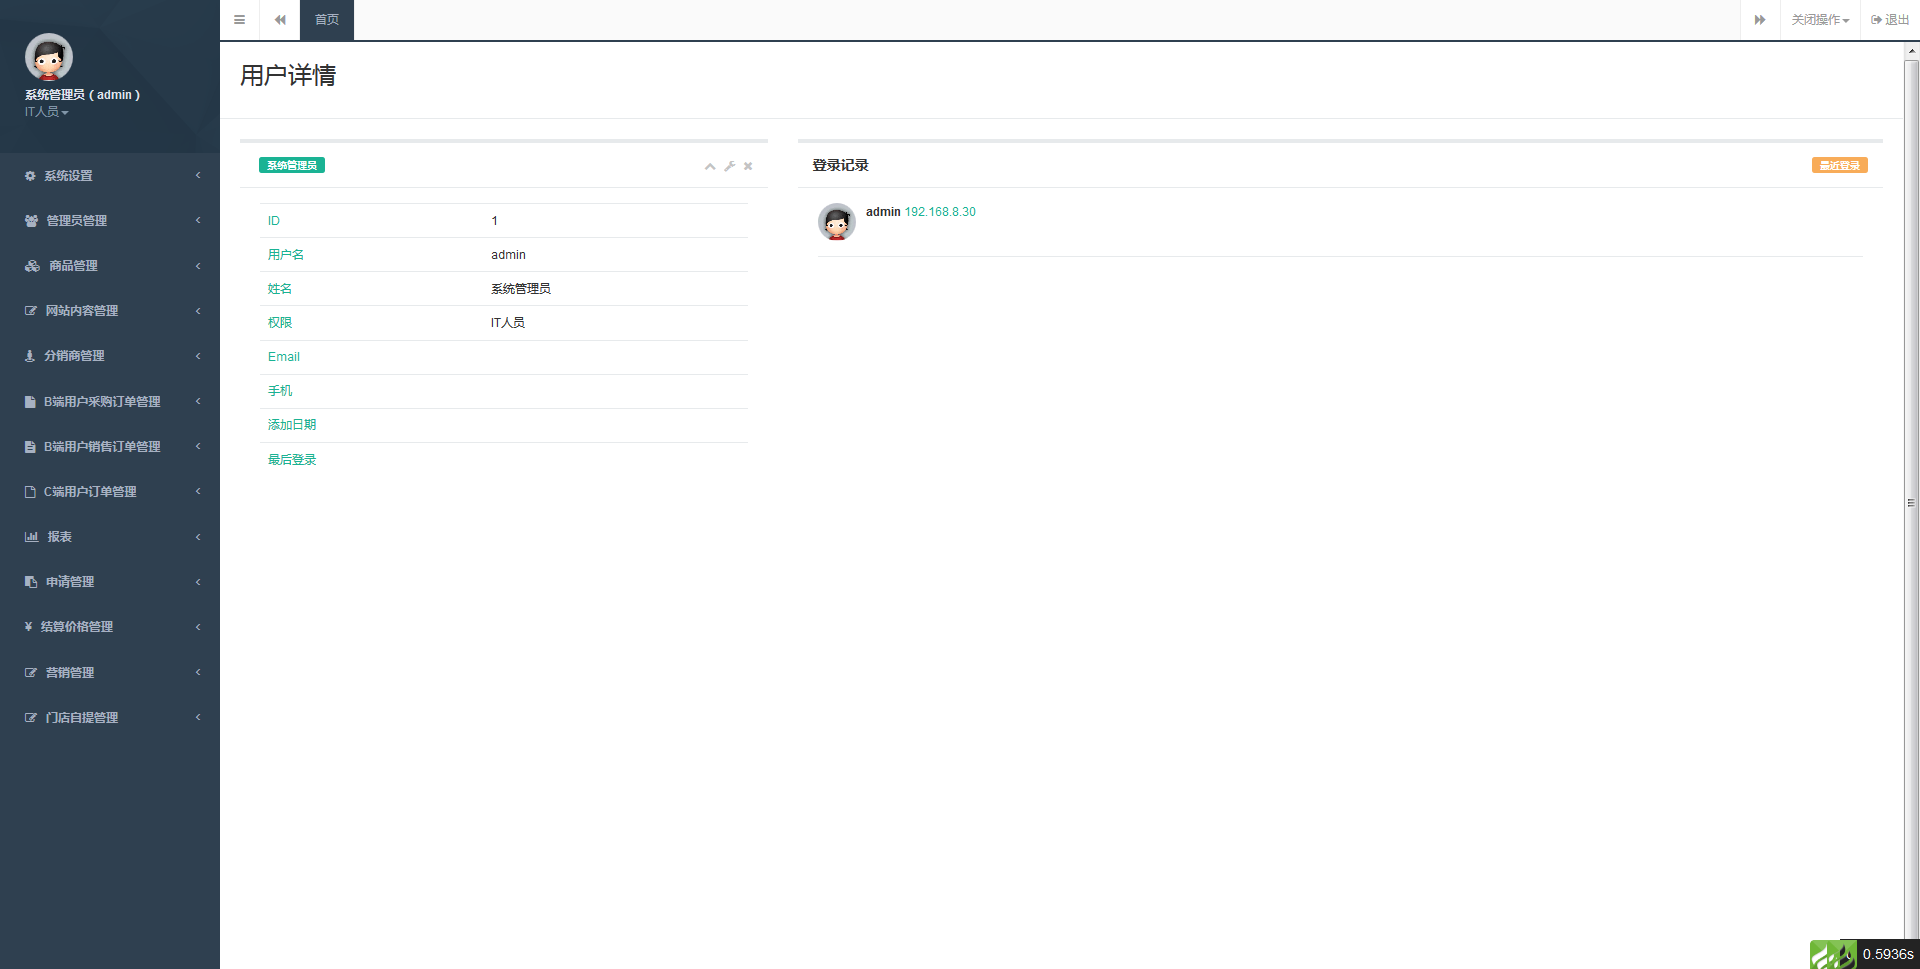 系统管理员 ( admin )
IT人员
系统设置
管理员管理
商品管理
网站内容管理
分销商管理
B端用户采购订单管理
B端用户销售订单管理
C端用户订单管理
报表
申请管理
¥ 结算价格管理
营销管理
门店自提管理
首页
关闭操作
退出
用户详情
系统管理员
ID 1
用户名 admin
姓名 系统管理员
权限 IT人员
Email
手机
添加日期
最后登录
登录记录
最近登录
admin 192.168.8.30
0.5936s